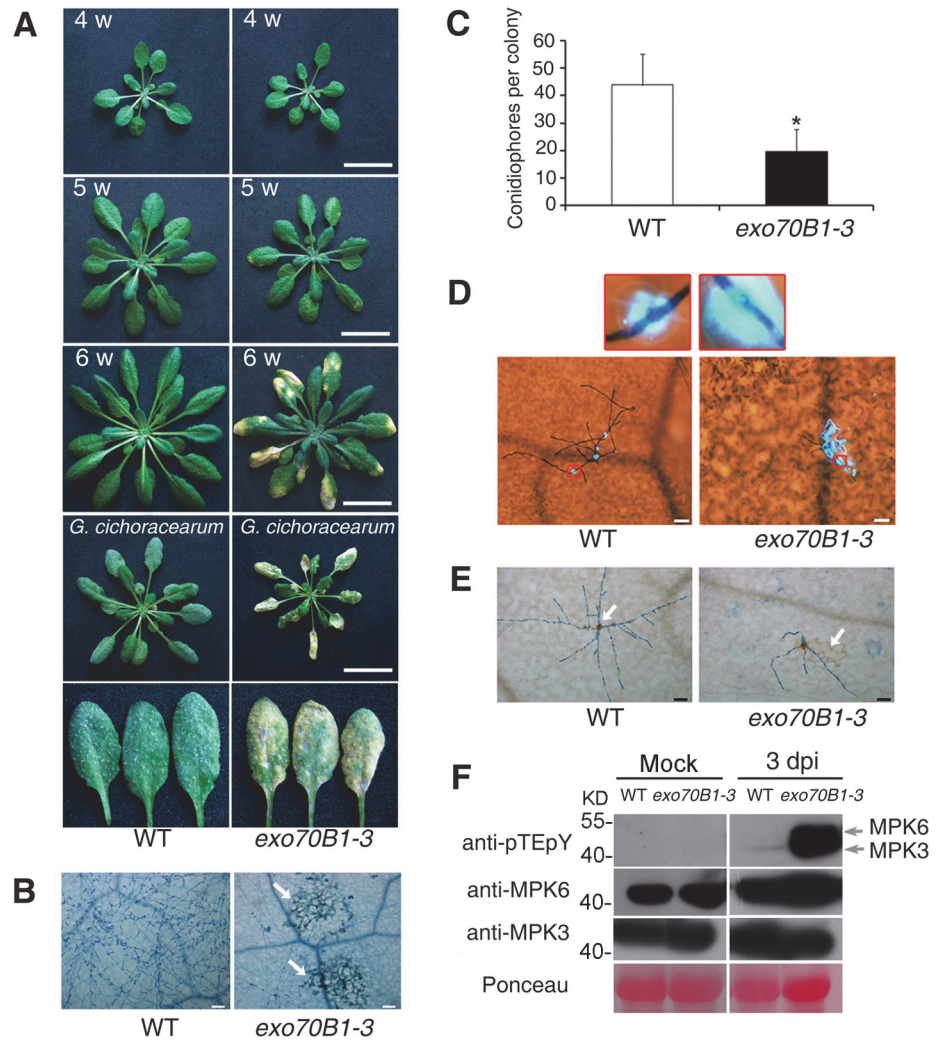 A
4 w
4 w
5 w
5 w
6 w
6 w
G. cichoracearum
G. cichoracearum
WT
exo70B1-3
B
WT
exo70B1-3
C
Conidiophores per colony
60
50
40
30
20
10
0
*
WT
exo70B1-3
D
WT
exo70B1-3
E
WT
exo70B1-3
F
Mock
3 dpi
KD
WT
exo70B1-3
WT
exo70B1-3
55-
anti-pTEpY
40-
MPK6
MPK3
anti-MPK6
40-
anti-MPK3
40-
Ponceau